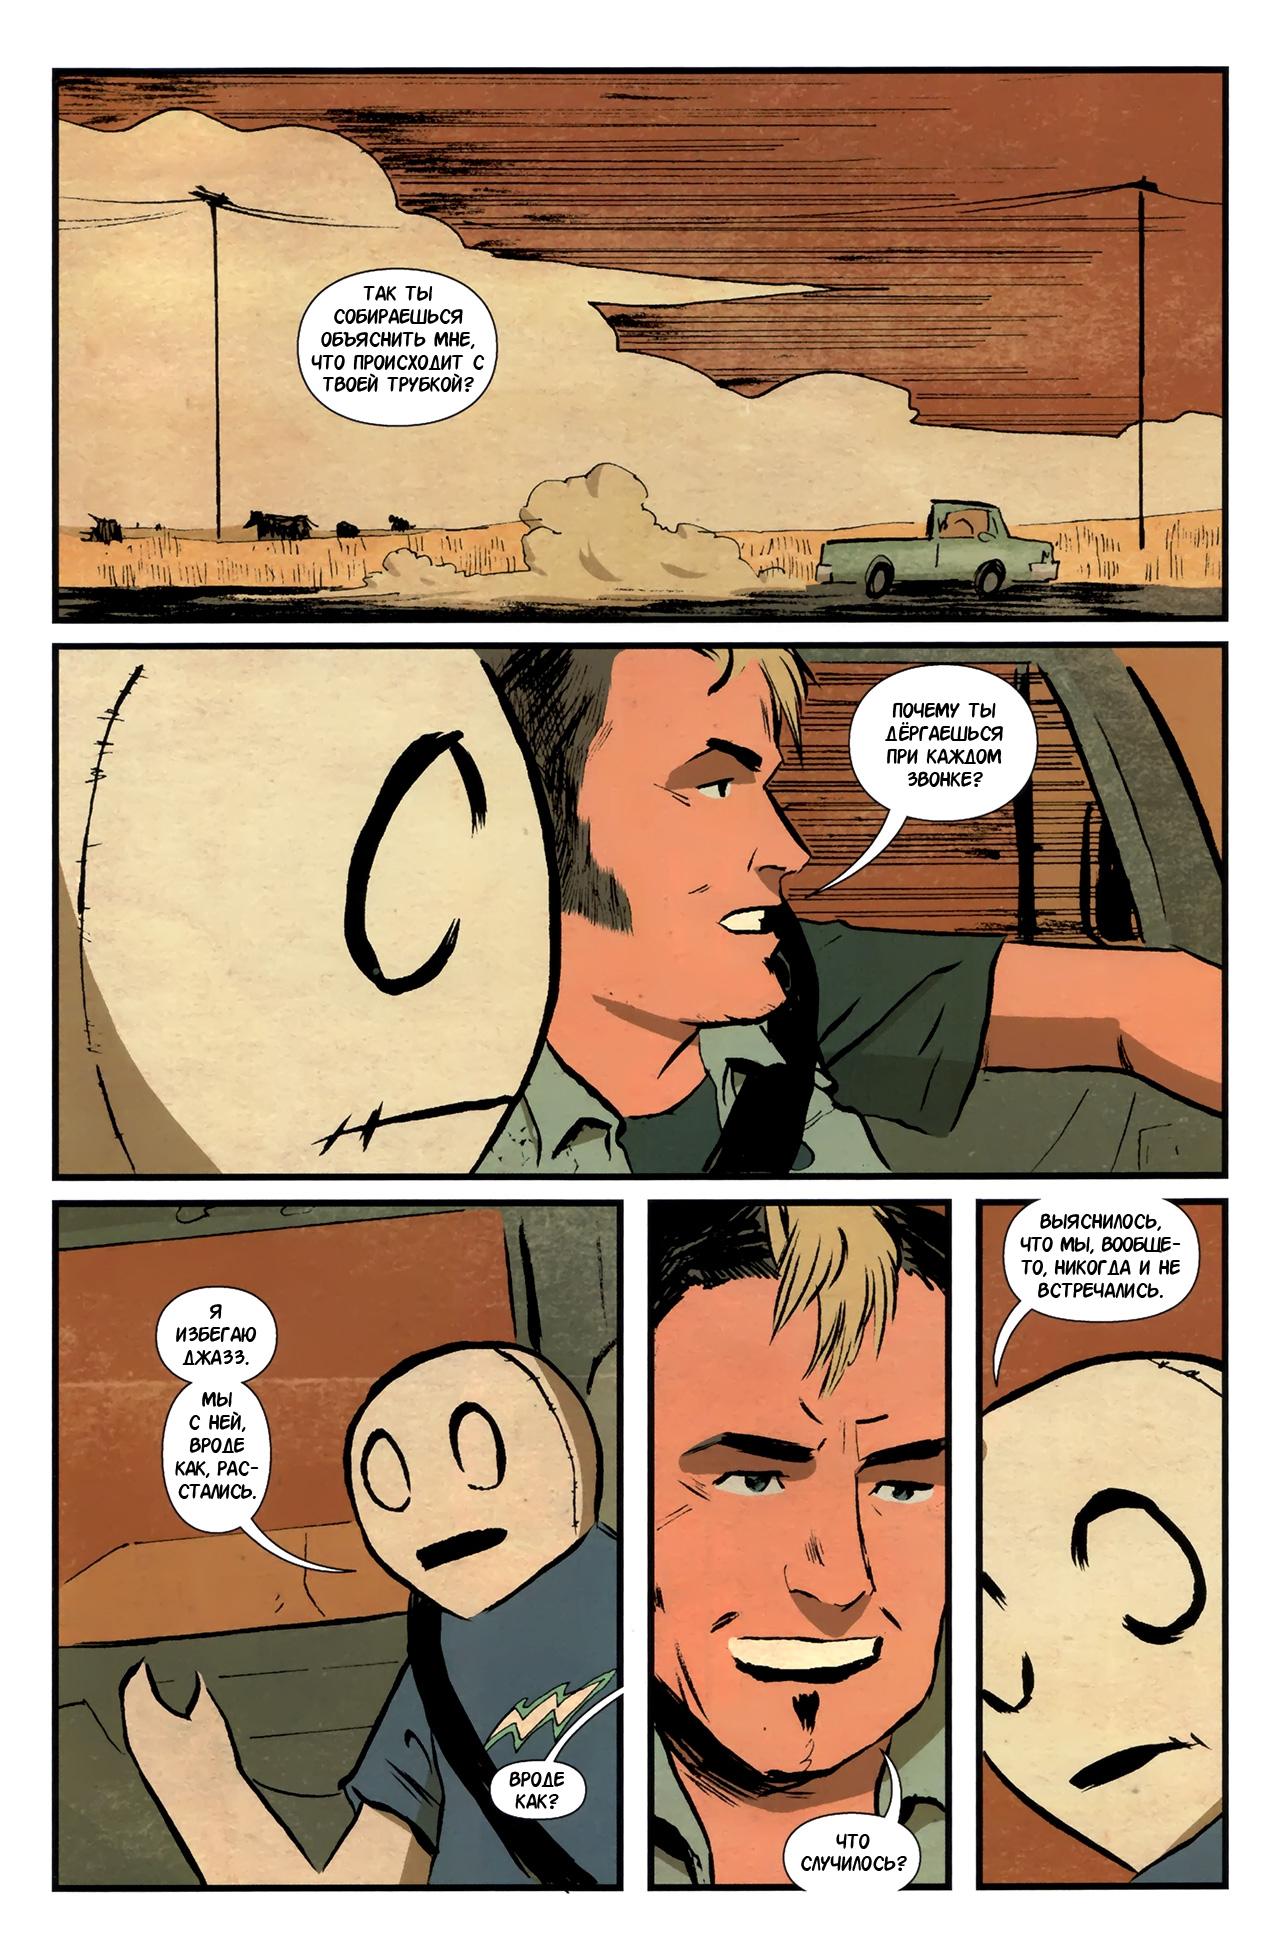 ТАК ТЫ
СОБИРАЕШЬСЯ
ОБЪЯСНИТЬ МНЕ,
ЧТО ПРОИСХОДИТ С
ТВОЕЙ ТРУБКОЙ?
ПОЧЕМУ ТЫ
ДЁРГАЕШЬСЯ
ПРИ КАЖДОМ
ЗВОНКЕ?
Я
ИЗБЕГАЮ
ДЖАЗЗ.
МЫ
С НЕЙ,
ВРОДЕ
КАК, РАС-
СТАЛИСЬ.
ВРОДЕ
КАК?
ЧТО
СЛУЧИЛОСЬ?
ВЫЯСНИЛОСЬ,
ЧТО МЫ, ВООБЩЕ-
ТО, НИКОГДА И НЕ
ВСТРЕЧАЛИСЬ.